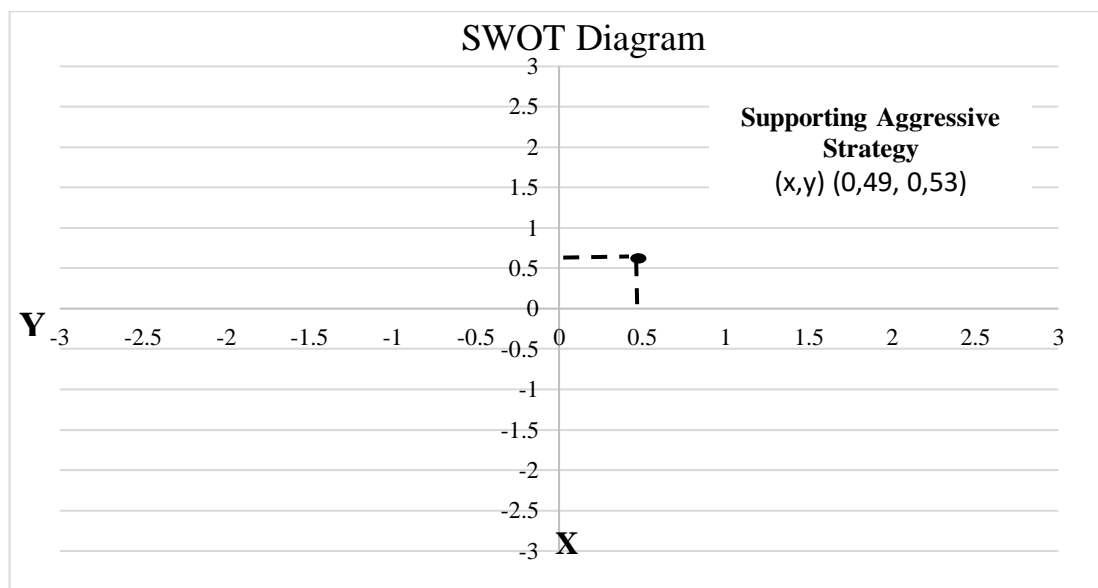 SWOT Diagram
3
2.5
2
1.5
1
0.5
0
-0.5
-1
-1.5
-2
-2.5
-3
Supporting Aggressive
Strategy
(x,y) (0,49, 0,53)
Y
-3 -2.5 -2 -1.5 -1 -0.5 0 0.5 1 1.5 2 2.5 3
X